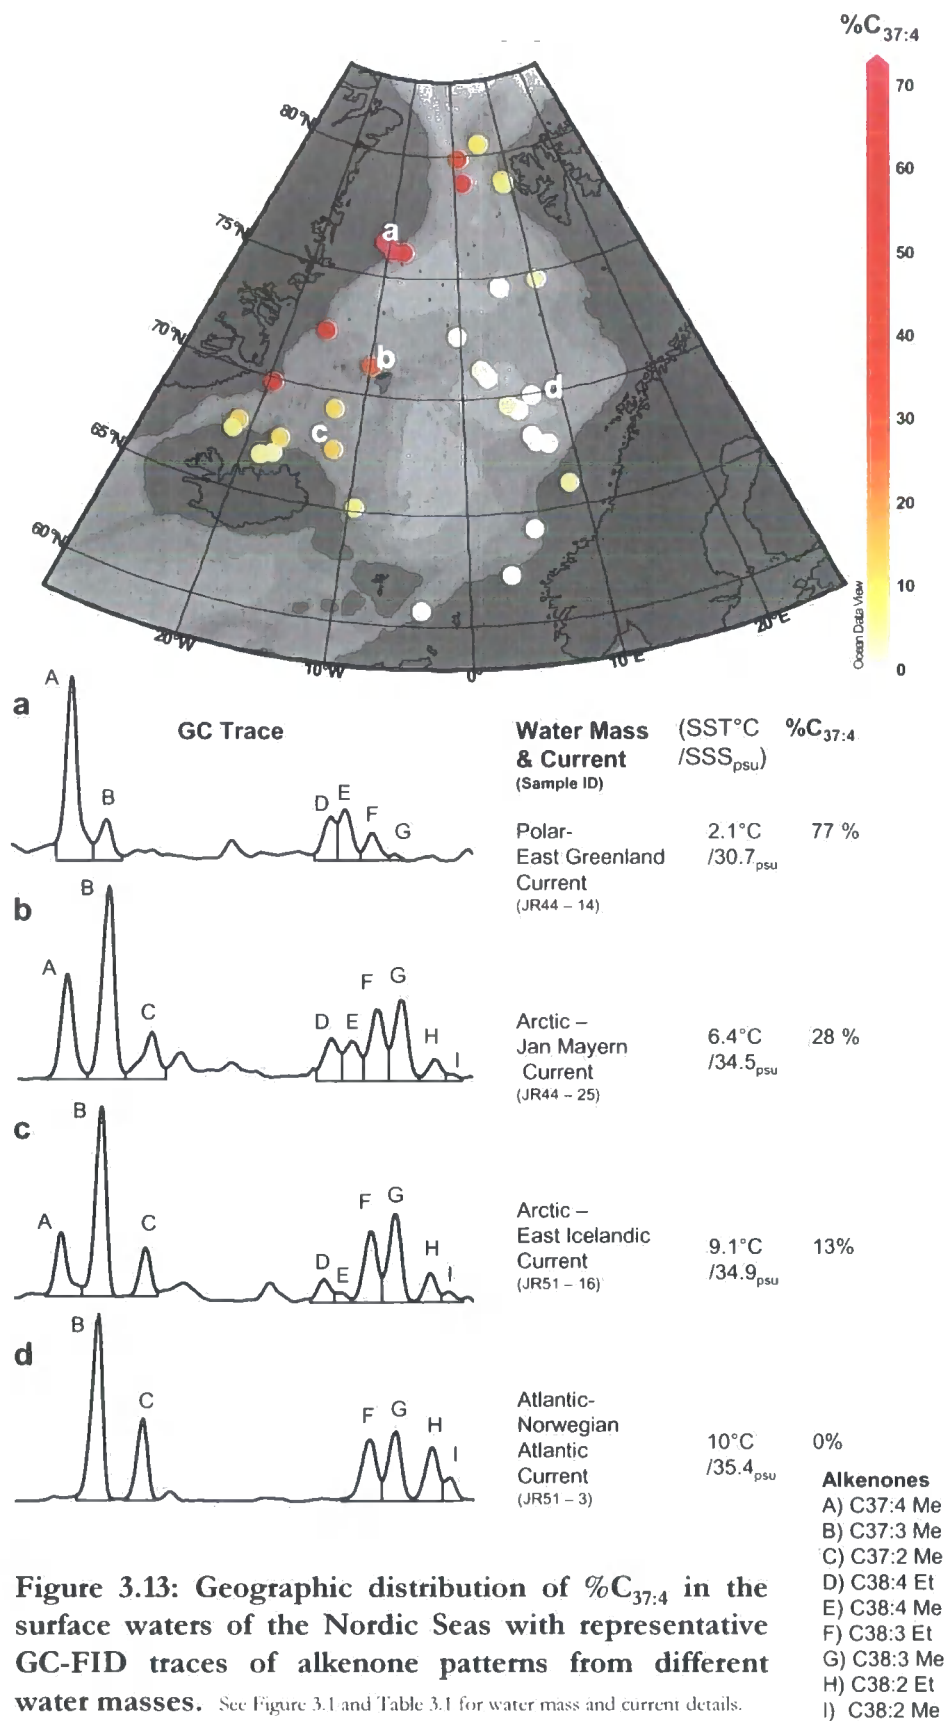 %C37:4
70
60
50
40
30
20
10
0
80°N
75°N
70°N
65°N
60°N
20°W
10°W
0°
10°E
20°E
a
b
c
d
Ocean Data View
a
GC Trace
Water Mass & Current
(Sample ID)
(SST°C /SSSpsu)
%C37:4
A
B
D
E
F
G
Polar-
East Greenland
Current
(JR44 – 14)
2.1°C
/30.7psu
77 %
b
A
B
C
D
E
F
G
H
I
Arctic –
Jan Mayern
Current
(JR44 – 25)
6.4°C
/34.5psu
28 %
c
A
B
C
D
E
F
G
H
I
Arctic –
East Icelandic
Current
(JR51 – 16)
9.1°C
/34.9psu
13%
d
B
C
F
G
H
I
Atlantic-
Norwegian
Atlantic
Current
(JR51 – 3)
10°C
/35.4psu
0%
Alkenones
A) C37:4 Me
B) C37:3 Me
C) C37:2 Me
D) C38:4 Et
E) C38:4 Me
F) C38:3 Et
G) C38:3 Me
H) C38:2 Et
I) C38:2 Me
Figure 3.13: Geographic distribution of %C37:4 in the
surface waters of the Nordic Seas with representative
GC-FID traces of alkenone patterns from different
water masses. See Figure 3.1 and Table 3.1 for water mass and current details.